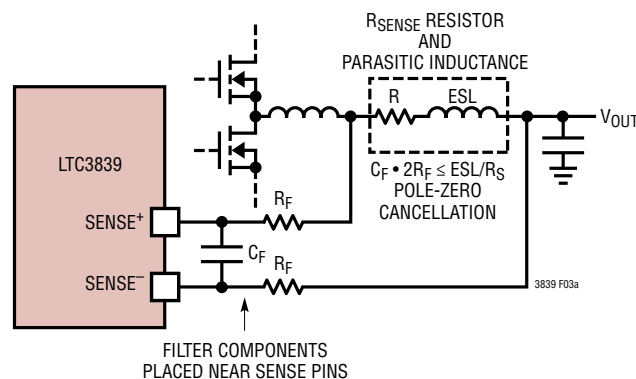 RSENSE RESISTOR
AND
PARASITIC INDUCTANCE
R
ESL
VOUT
CF • 2RF ≤ ESL/RS
POLE-ZERO
CANCELLATION
LTC3839
SENSE+
RF
CF
SENSE–
RF
3839 F03a
FILTER COMPONENTS
PLACED NEAR SENSE PINS